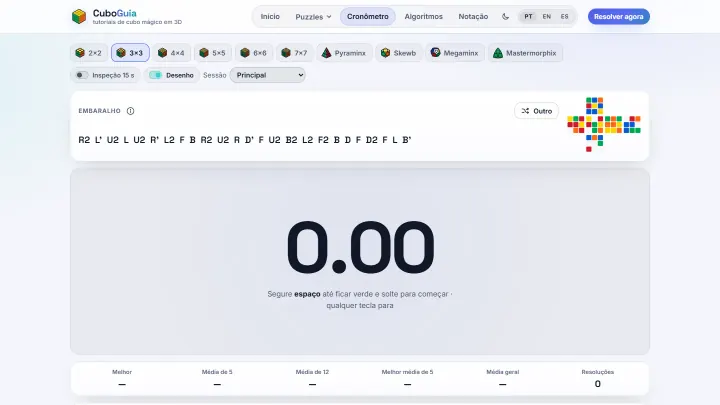 CuboGuia
tutoriais de cubo mágico em 3D
Início Puzzles Cronômetro Algoritmos Notação PT EN ES Resolver agora
2×2 3×3 4×4 5×5 6×6 7×7 Pyraminx Skewb Megaminx Mastermorphix
Inspeção 15 s Desenho Sessão Principal
EMBARALHO Outro
R2 L' U2 L U2 R' L2 F B R2 U2 R D' F U2 B2 L2 F2 B D F D2 F L B'
0.00
Segure espaço até ficar verde e solte para começar ·
qualquer tecla para
Melhor Média de 5 Média de 12 Melhor média de 5 Média geral Resoluções
— — — — — 0